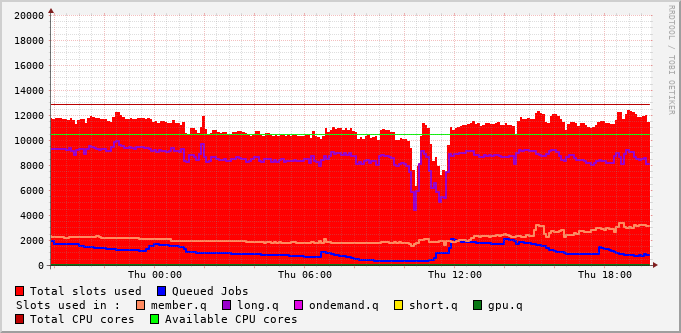 20000
18000
16000
14000
12000
10000
8000
6000
4000
2000
0
Thu 00:00 Thu 06:00 Thu 12:00 Thu 18:00
RRDTOOL / TOBI OETIKER
Total slots used Queued Jobs
Slots used in : member.q long.q ondemand.q short.q gpu.q
Total CPU cores Available CPU cores